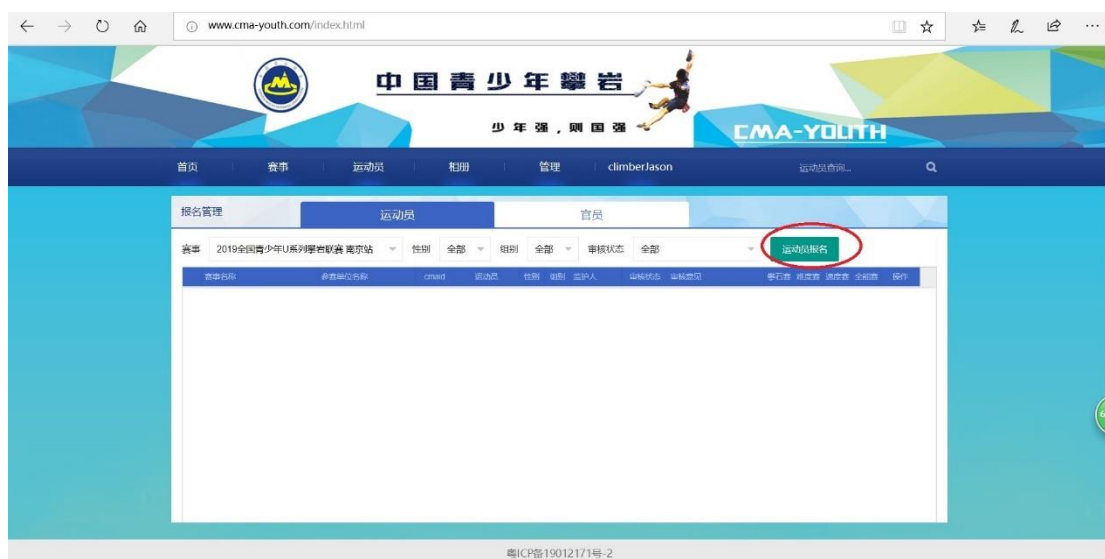 www.cma-youth.com/index.html
中国青少年攀岩
少年强，则国强
CMA-YOUTH
首页 赛事 运动员 相册 管理 climberJason 运动员查询...
报名管理 运动员 官员
赛事 2019全国青少年U系列攀岩联赛 南京站 性别 全部 组别 全部 审核状态 全部 运动员报名
赛事名称 参赛单位名称 cmaid 运动员 性别 组别 监护人 审核状态 审核意见 攀石赛 难度赛 速度赛 全能赛 操作
粤ICP备19012171号-2